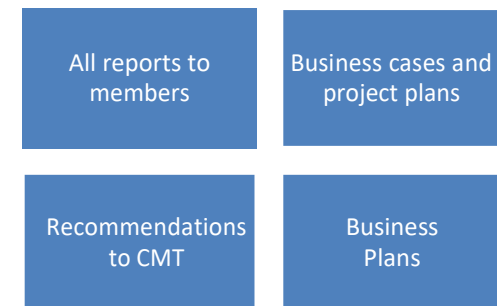 All reports to
members
Business cases and
project plans
Recommendations
to CMT
Business
Plans